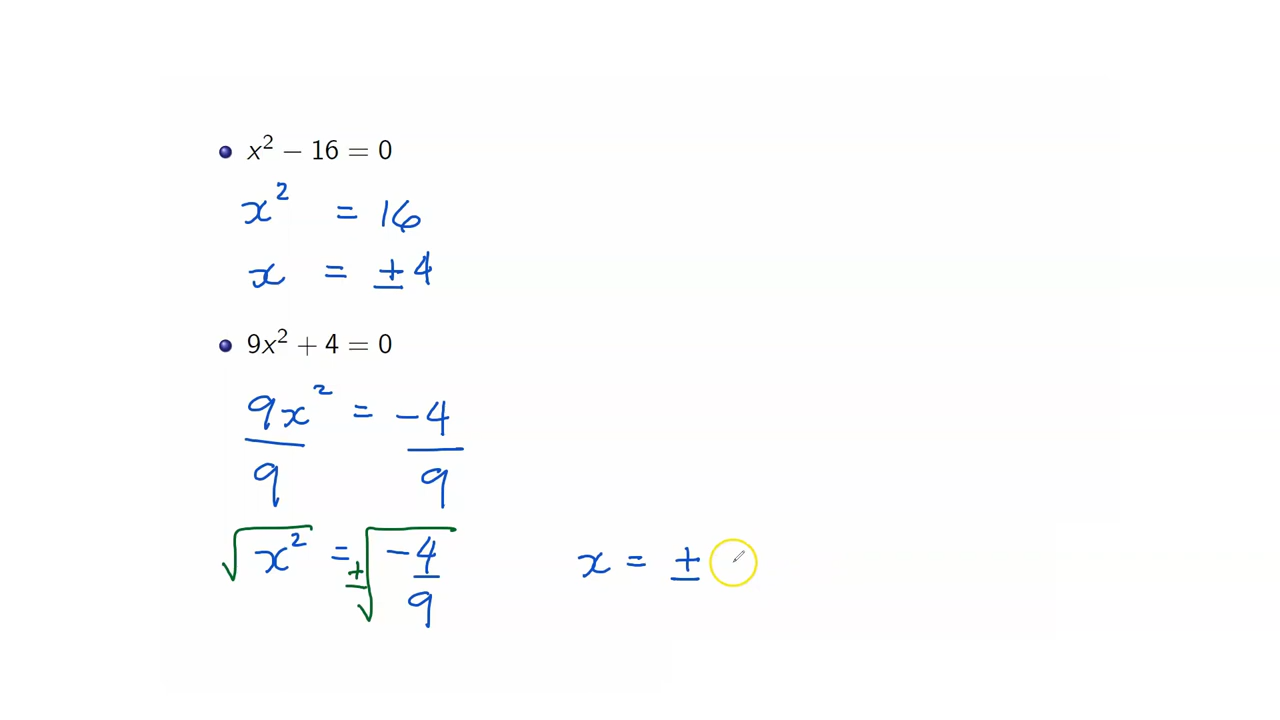 x² − 16 = 0
x² = 16
x = ±4
9x² + 4 = 0
9x²/9 = −4/9
√x² = ±√(−4/9)
x = ±